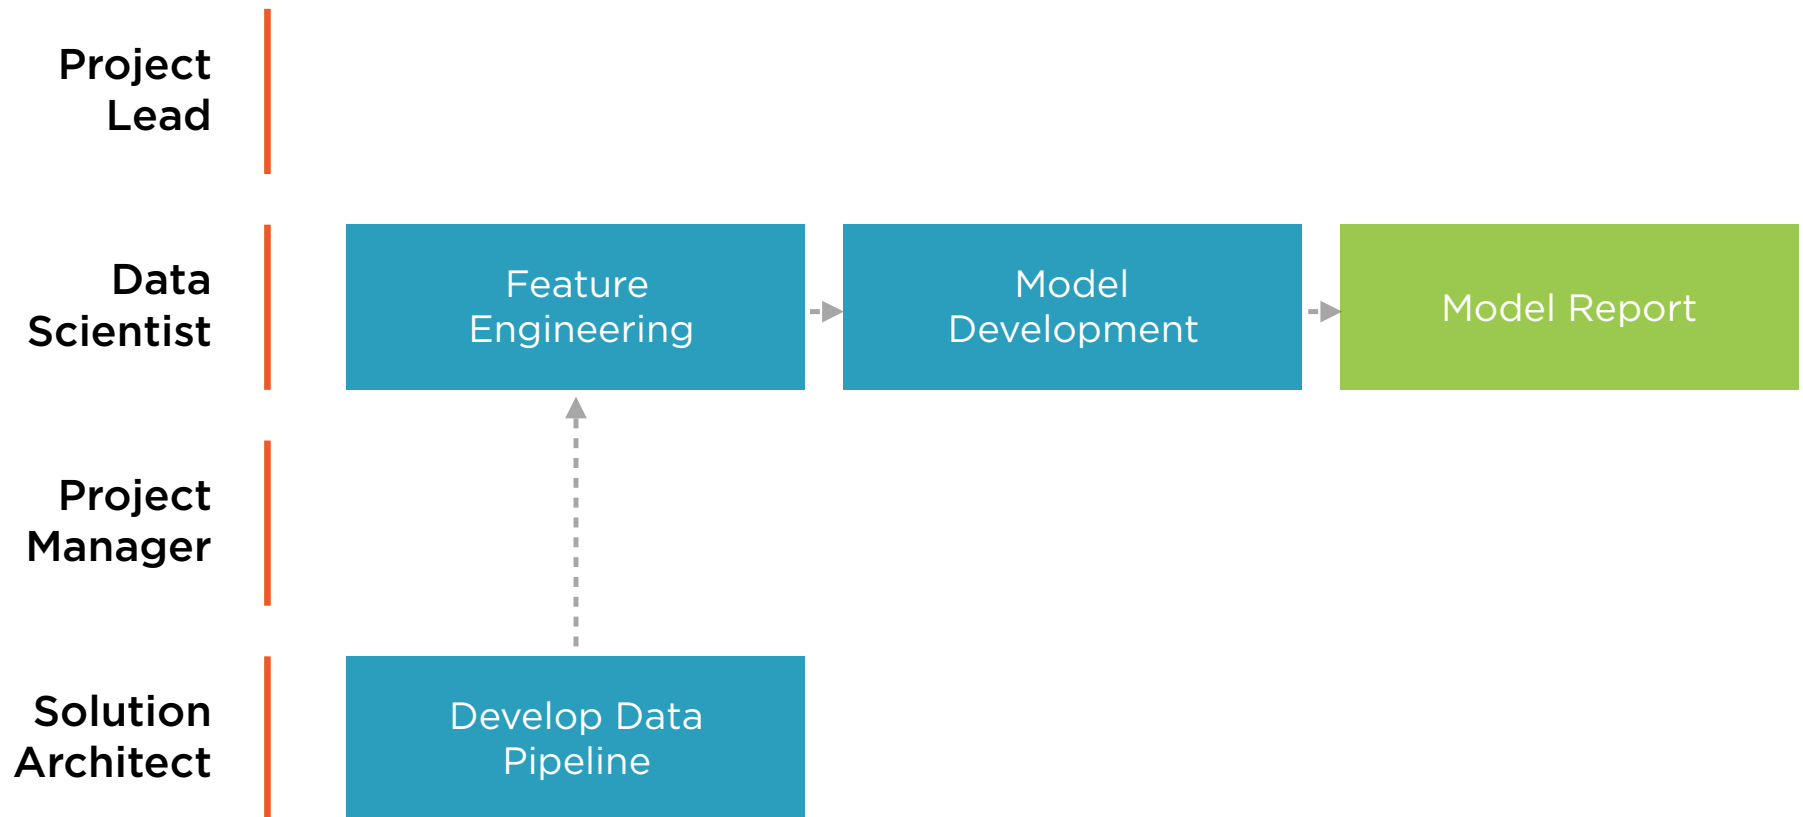 Project
Lead
Data
Scientist
Feature
Engineering
Model
Development
Model Report
Project
Manager
Solution
Architect
Develop Data
Pipeline